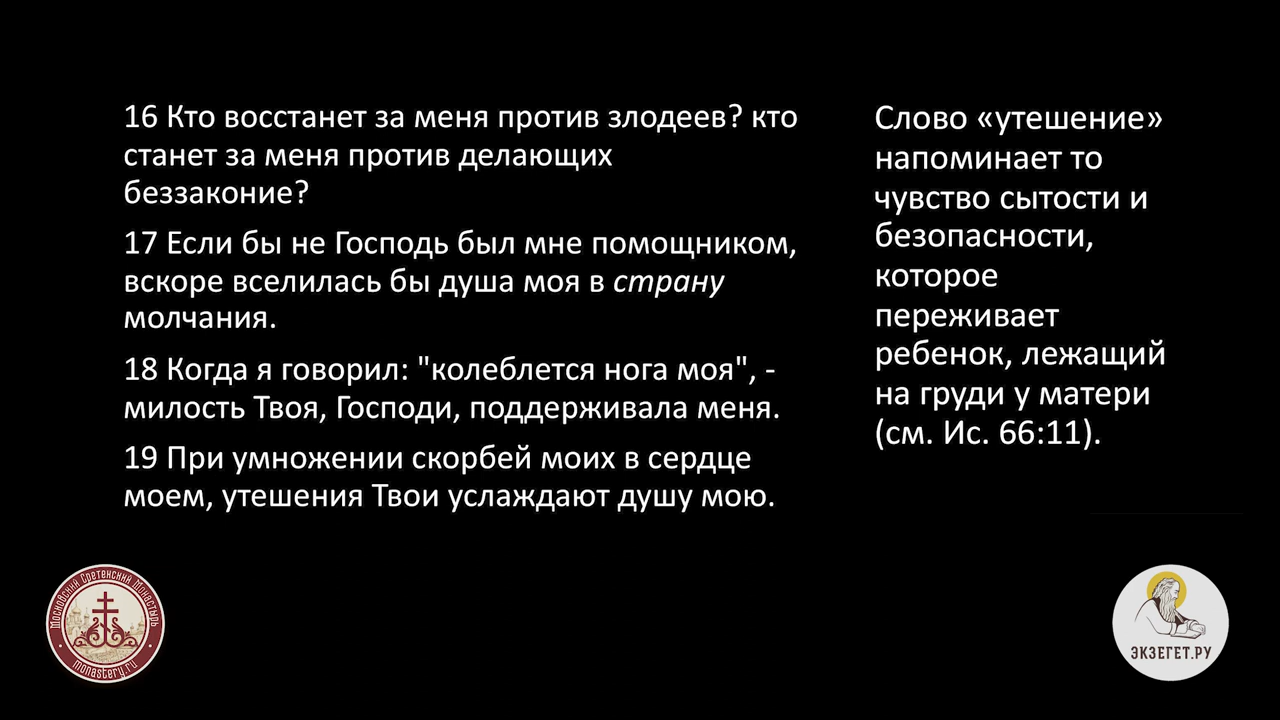 16 Кто восстанет за меня против злодеев? кто
станет за меня против делающих
беззаконие?
17 Если бы не Господь был мне помощником,
вскоре вселилась бы душа моя в страну
молчания.
18 Когда я говорил: "колеблется нога моя", -
милость Твоя, Господи, поддерживала меня.
19 При умножении скорбей моих в сердце
моем, утешения Твои услаждают душу мою.
Слово «утешение»
напоминает то
чувство сытости и
безопасности,
которое
переживает
ребенок, лежащий
на груди у матери
(см. Ис. 66:11).
Московский Сретенский Монастырь
monastery.ru
ЭКЗЕГЕТ.РУ